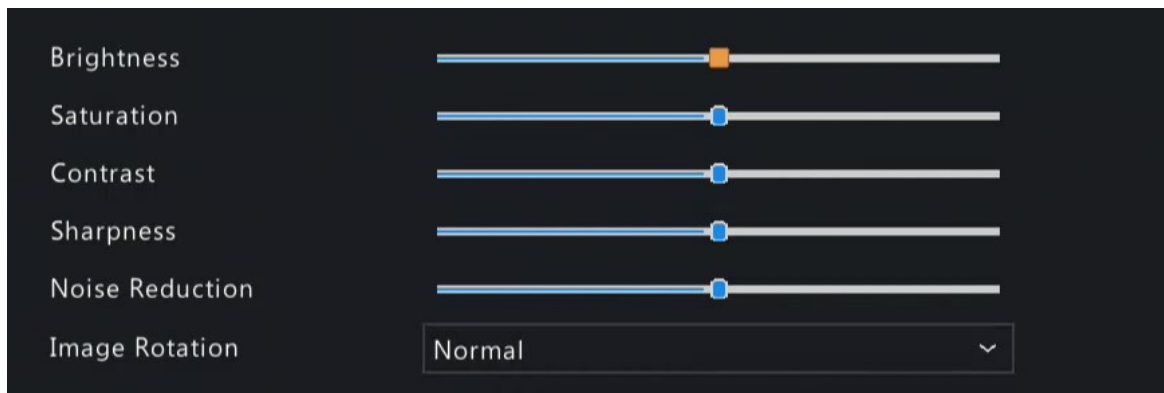 Brightness
Saturation
Contrast
Sharpness
Noise Reduction
Image Rotation Normal